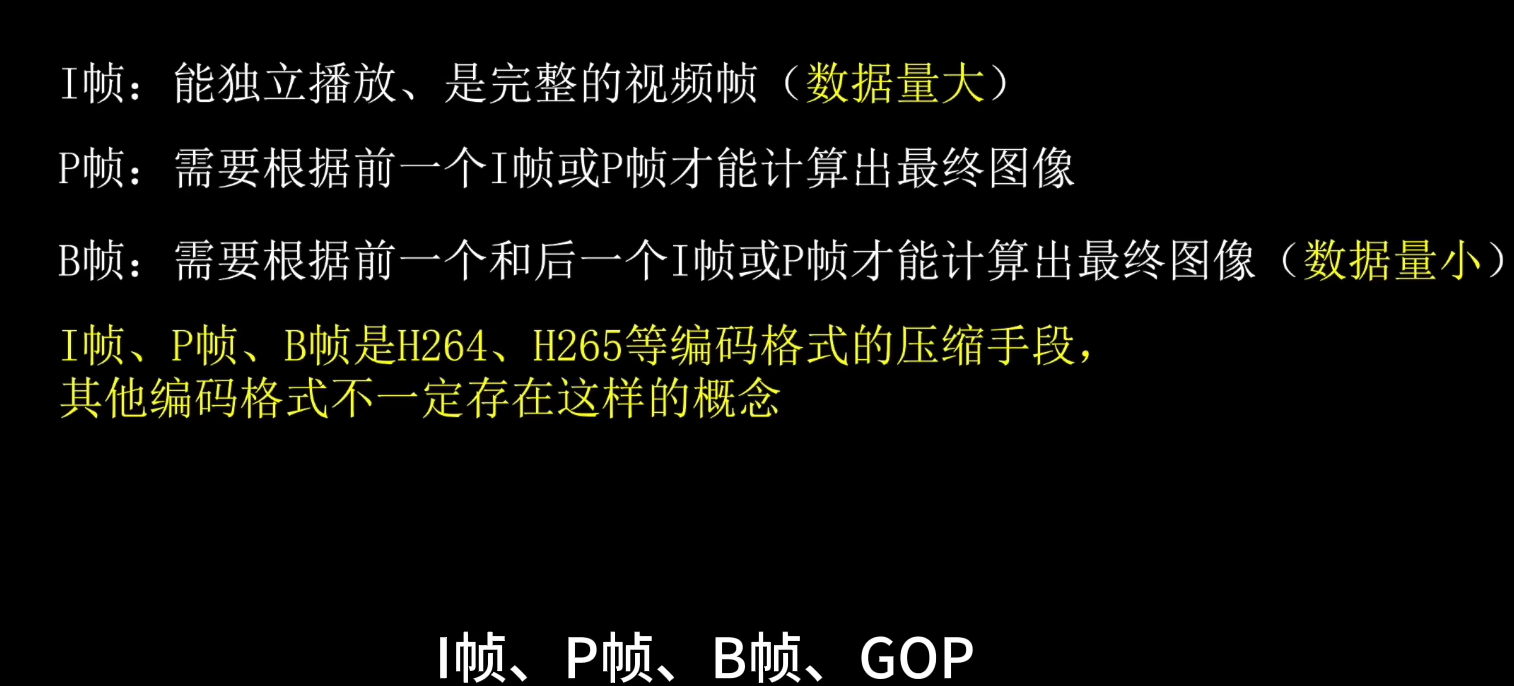 I帧：能独立播放、是完整的视频帧（数据量大）
P帧：需要根据前一个I帧或P帧才能计算出最终图像
B帧：需要根据前一个和后一个I帧或P帧才能计算出最终图像（数据量小）
I帧、P帧、B帧是H264、H265等编码格式的压缩手段，
其他编码格式不一定存在这样的概念
I帧、P帧、B帧、GOP